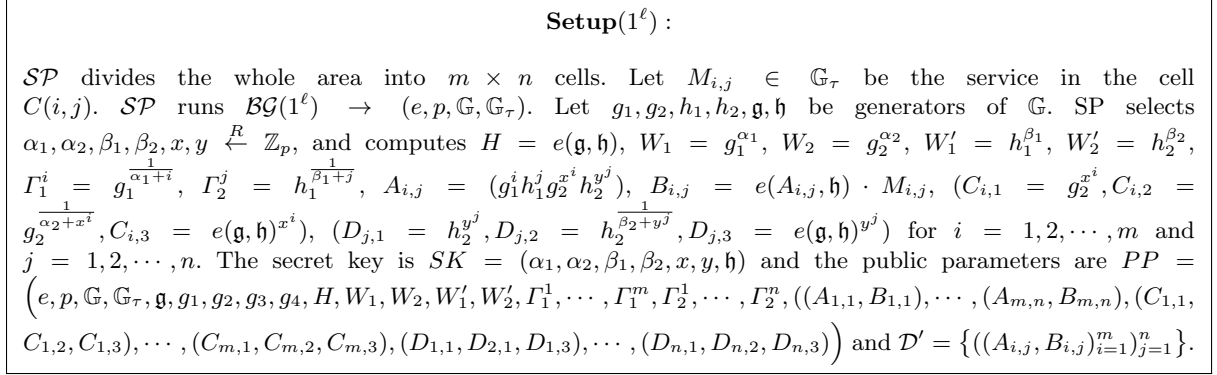 Setup(1^ℓ) :
𝒮𝒫 divides the whole area into m × n cells. Let M_{i,j} ∈ 𝔾_τ be the service in the cell
C(i, j). 𝒮𝒫 runs ℬ𝒢(1^ℓ) → (e, p, 𝔾, 𝔾_τ). Let g_1, g_2, h_1, h_2, 𝔤, 𝔥 be generators of 𝔾. SP selects
α_1, α_2, β_1, β_2, x, y ←^R ℤ_p, and computes H = e(𝔤, 𝔥), W_1 = g_1^{α_1}, W_2 = g_2^{α_2}, W'_1 = h_1^{β_1}, W'_2 = h_2^{β_2},
Γ_1^i = g_1^{\frac{1}{α_1+i}}, Γ_2^j = h_1^{\frac{1}{β_1+j}}, A_{i,j} = (g_1^i h_1^j g_2^{x^i} h_2^{y^j}), B_{i,j} = e(A_{i,j}, 𝔥) · M_{i,j}, (C_{i,1} = g_2^{x^i}, C_{i,2} =
g_2^{\frac{1}{α_2+x^i}}, C_{i,3} = e(𝔤, 𝔥)^{x^i}), (D_{j,1} = h_2^{y^j}, D_{j,2} = h_2^{\frac{1}{β_2+y^j}}, D_{j,3} = e(𝔤, 𝔥)^{y^j}) for i = 1, 2, ⋯ , m and
j = 1, 2, ⋯ , n. The secret key is SK = (α_1, α_2, β_1, β_2, x, y, 𝔥) and the public parameters are PP =
(e, p, 𝔾, 𝔾_τ, 𝔤, g_1, g_2, g_3, g_4, H, W_1, W_2, W'_1, W'_2, Γ_1^1, ⋯ , Γ_1^m, Γ_2^1, ⋯ , Γ_2^n, ((A_{1,1}, B_{1,1}), ⋯ , (A_{m,n}, B_{m,n}), (C_{1,1},
C_{1,2}, C_{1,3}), ⋯ , (C_{m,1}, C_{m,2}, C_{m,3}), (D_{1,1}, D_{2,1}, D_{1,3}), ⋯ , (D_{n,1}, D_{n,2}, D_{n,3})) and 𝒟' = {((A_{i,j}, B_{i,j})_{i=1}^m)_{j=1}^n}.